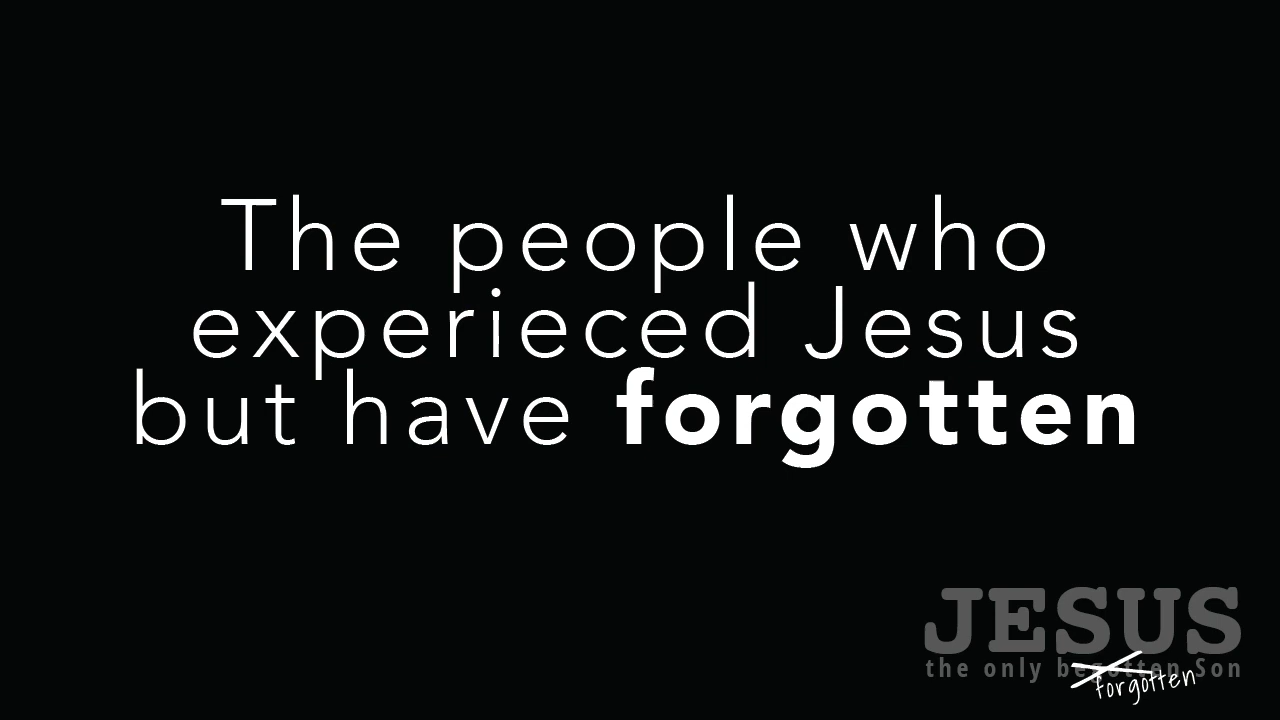 The people who
experieced Jesus
but have forgotten
JESUS
the only begotten Son
forgotten